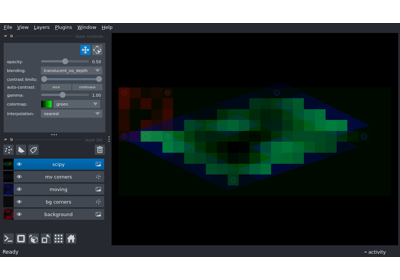 File View Layers Plugins Window Help
opacity: 0.50
blending: translucent_no_depth
contrast limits:
auto-contrast: once continuous
gamma: 1.00
colormap: green
interpolation: nearest
scipy
mv corners
moving
bg corners
background
Ready activity